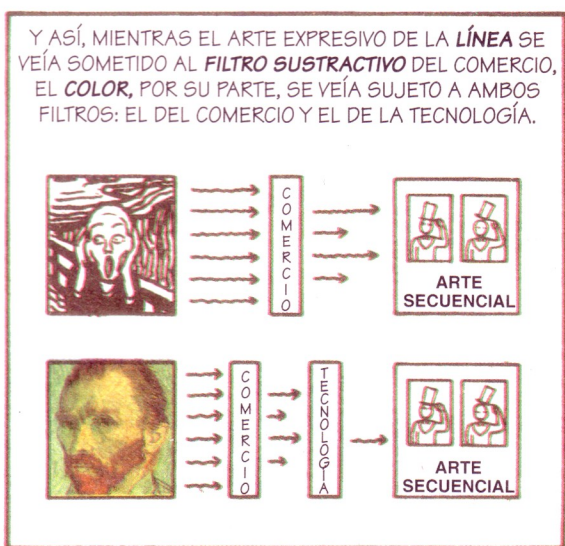 Y ASÍ, MIENTRAS EL ARTE EXPRESIVO DE LA LÍNEA SE
VEÍA SOMETIDO AL FILTRO SUSTRACTIVO DEL COMERCIO,
EL COLOR, POR SU PARTE, SE VEÍA SUJETO A AMBOS
FILTROS: EL DEL COMERCIO Y EL DE LA TECNOLOGÍA.
COMERCIO
ARTE
SECUENCIAL
COMERCIO
TECNOLOGÍA
ARTE
SECUENCIAL